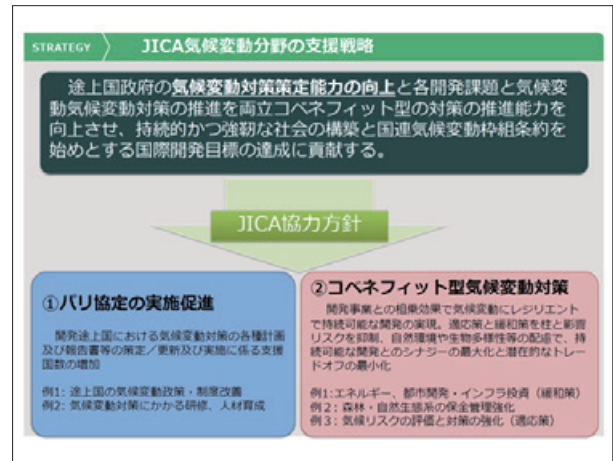 STRATEGY JICA気候変動分野の支援戦略
途上国政府の気候変動対策策定能力の向上と各開発課題と気候変
動気候変動対策の推進を両立コベネフィット型の対策の推進能力を
向上させ、持続的かつ強靭な社会の構築と国連気候変動枠組条約を
始めとする国際開発目標の達成に貢献する。
JICA協力方針
①パリ協定の実施促進
開発途上国における気候変動対策の各種計画
及び報告書等の策定/更新及び実施に係る支援
国数の増加
例1: 途上国の気候変動政策・制度改善
例2: 気候変動対策にかかる研修、人材育成
②コベネフィット型気候変動対策
開発事業との相乗効果で気候変動にレジリエント
で持続可能な開発の実現。適応策と緩和策を柱と影響
リスクを抑制、自然環境や生物多様性等の配慮で、持
続可能な開発とのシナジーの最大化と潜在的なトレー
ドオフの最小化
例1:エネルギー、都市開発・インフラ投資（緩和策）
例2：森林・自然生態系の保全管理強化
例3：気候リスクの評価と対策の強化（適応策）